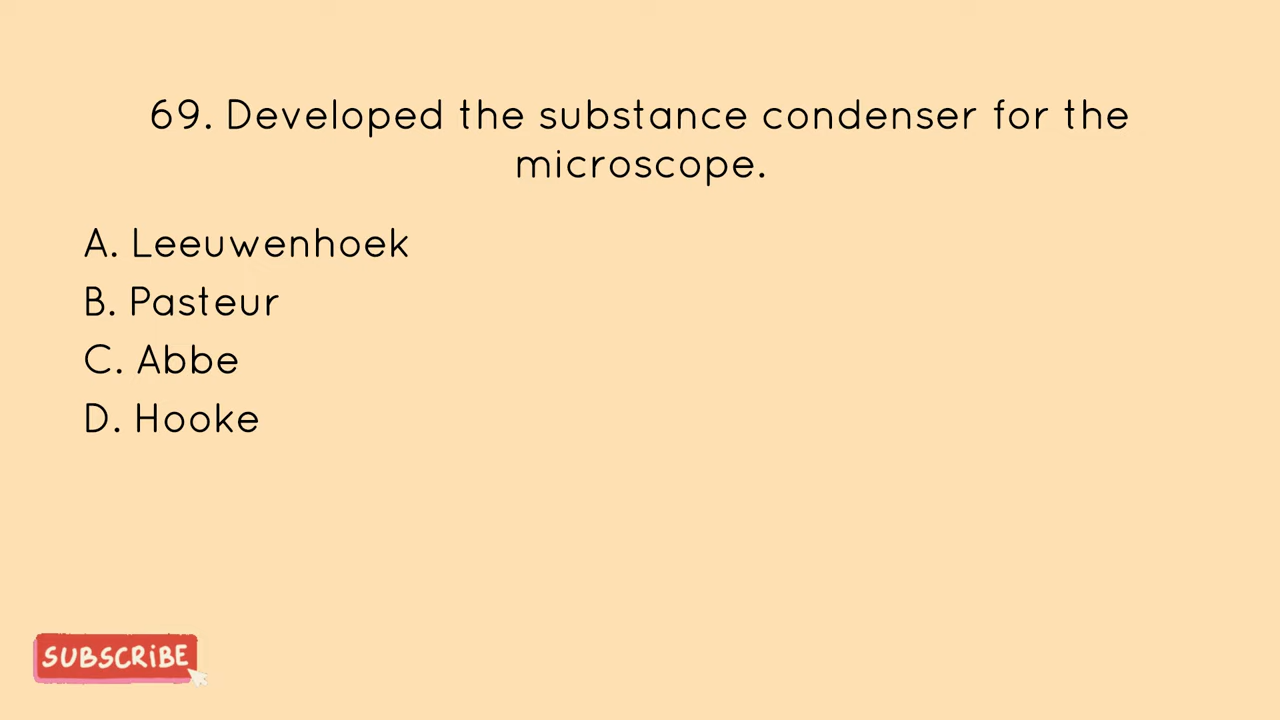 69. Developed the substance condenser for the
microscope.
A. Leeuwenhoek
B. Pasteur
C. Abbe
D. Hooke
SUBSCRiBE